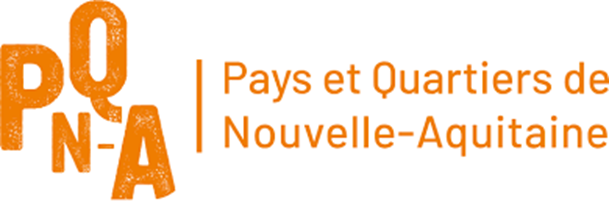 PQ
N-A
Pays et Quartiers de
Nouvelle-Aquitaine